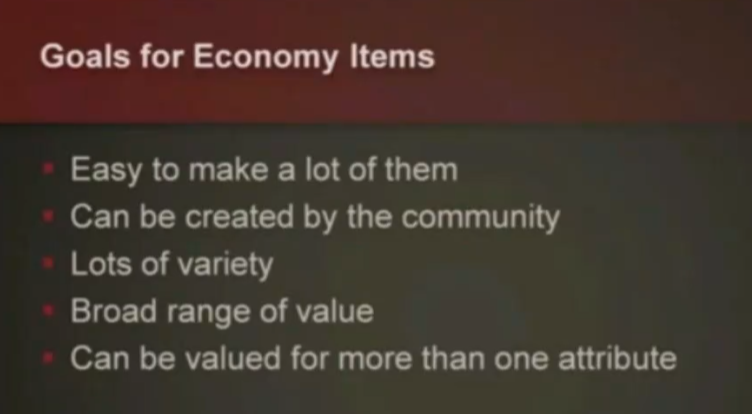 Goals for Economy Items
Easy to make a lot of them
Can be created by the community
Lots of variety
Broad range of value
Can be valued for more than one attribute